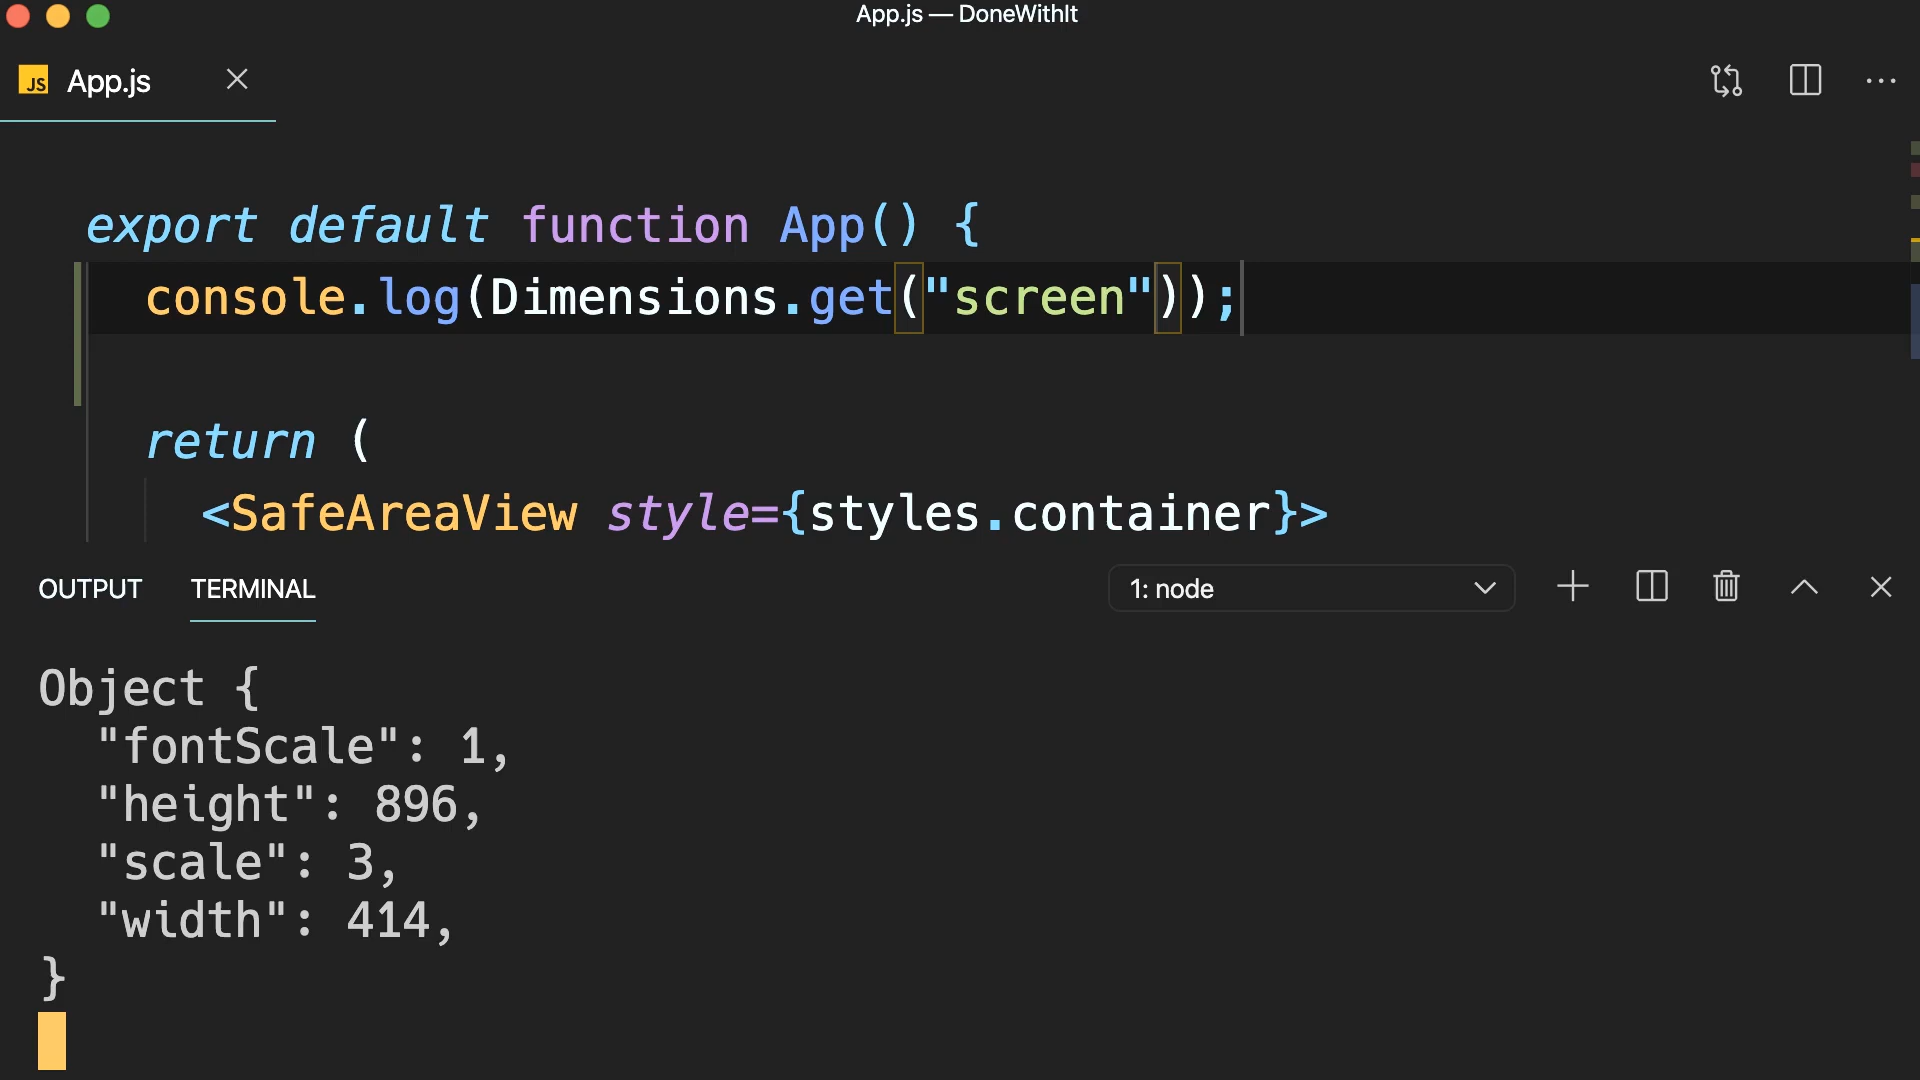 App.js — DoneWithIt
JS App.js
export default function App() {
  console.log(Dimensions.get("screen"));
  return (
    <SafeAreaView style={styles.container}>
OUTPUT TERMINAL 1: node
Object {
  "fontScale": 1,
  "height": 896,
  "scale": 3,
  "width": 414,
}